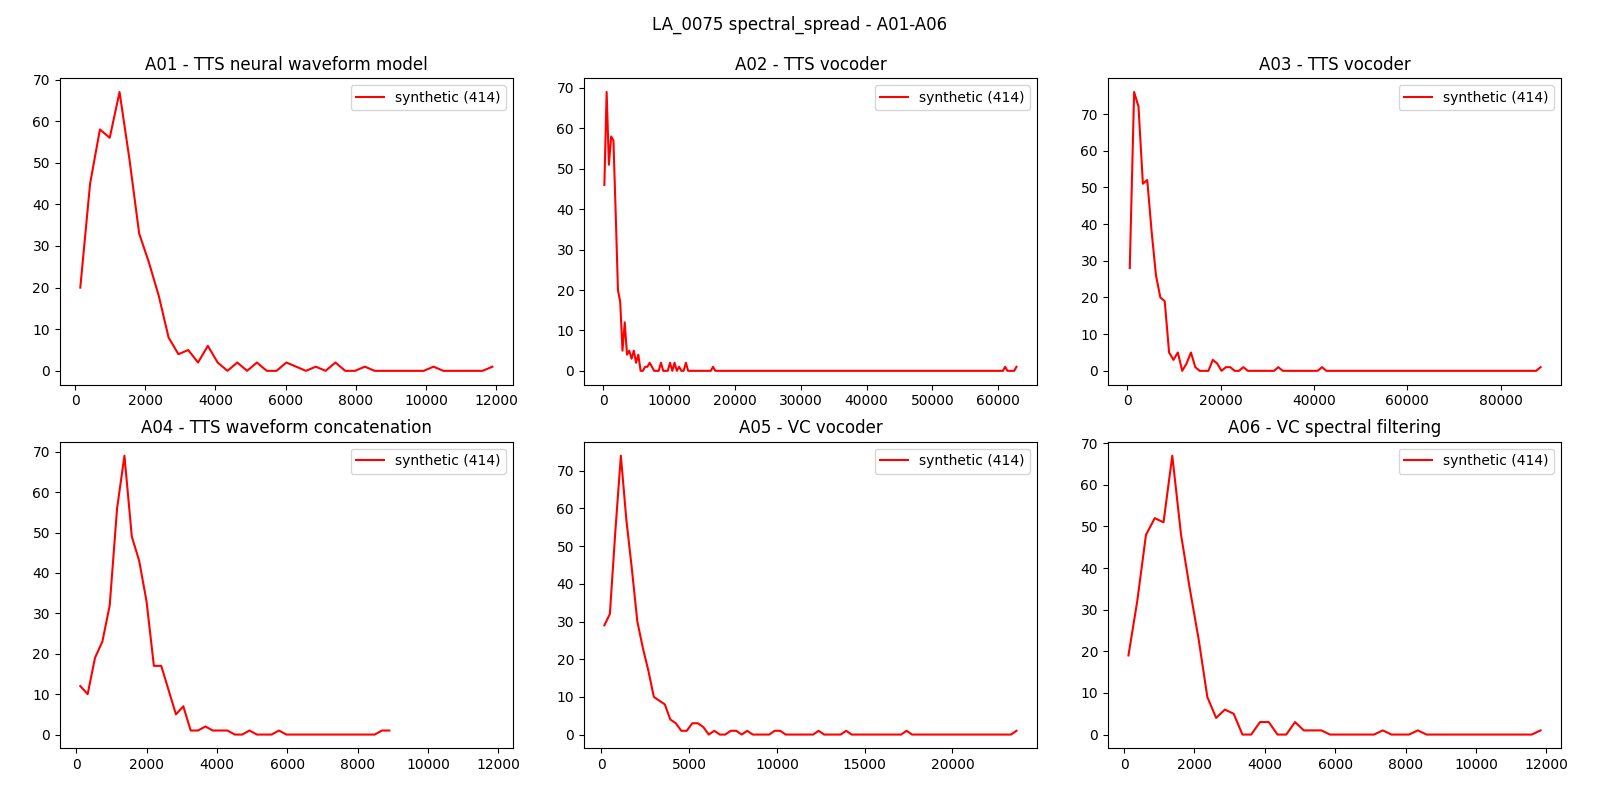 LA_0075 spectral_spread - A01-A06
A01 - TTS neural waveform model
synthetic (414)
70
60
50
40
30
20
10
0
0 2000 4000 6000 8000 10000 12000
A02 - TTS vocoder
synthetic (414)
70
60
50
40
30
20
10
0
0 10000 20000 30000 40000 50000 60000
A03 - TTS vocoder
synthetic (414)
70
60
50
40
30
20
10
0
0 20000 40000 60000 80000
A04 - TTS waveform concatenation
synthetic (414)
70
60
50
40
30
20
10
0
0 2000 4000 6000 8000 10000 12000
A05 - VC vocoder
synthetic (414)
70
60
50
40
30
20
10
0
0 5000 10000 15000 20000
A06 - VC spectral filtering
synthetic (414)
70
60
50
40
30
20
10
0
0 2000 4000 6000 8000 10000 12000